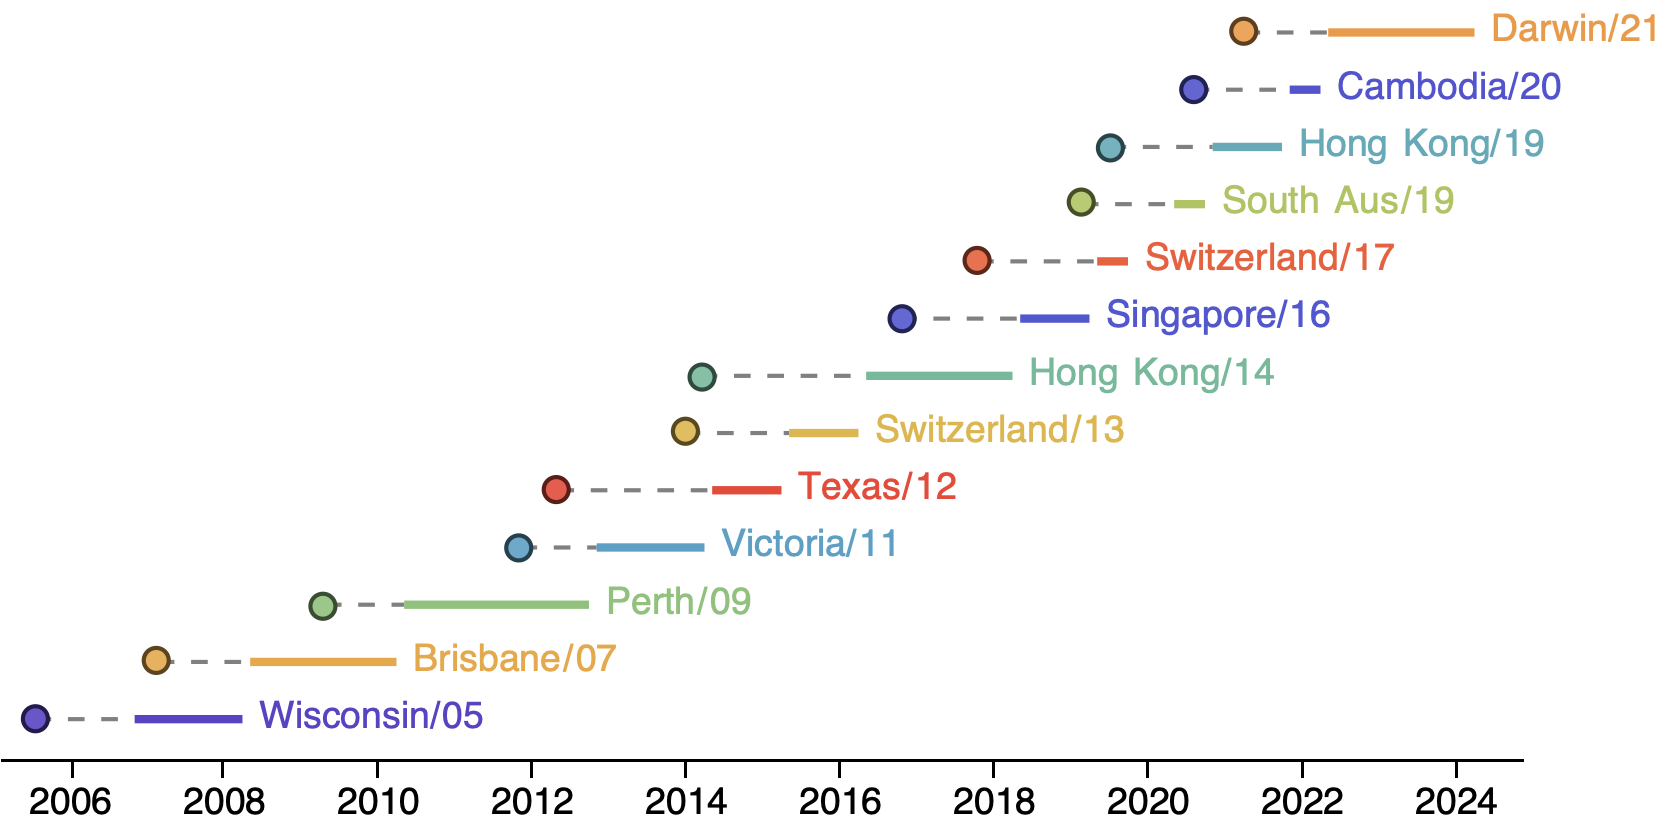 Darwin/21
Cambodia/20
Hong Kong/19
South Aus/19
Switzerland/17
Singapore/16
Hong Kong/14
Switzerland/13
Texas/12
Victoria/11
Perth/09
Brisbane/07
Wisconsin/05
2006 2008 2010 2012 2014 2016 2018 2020 2022 2024